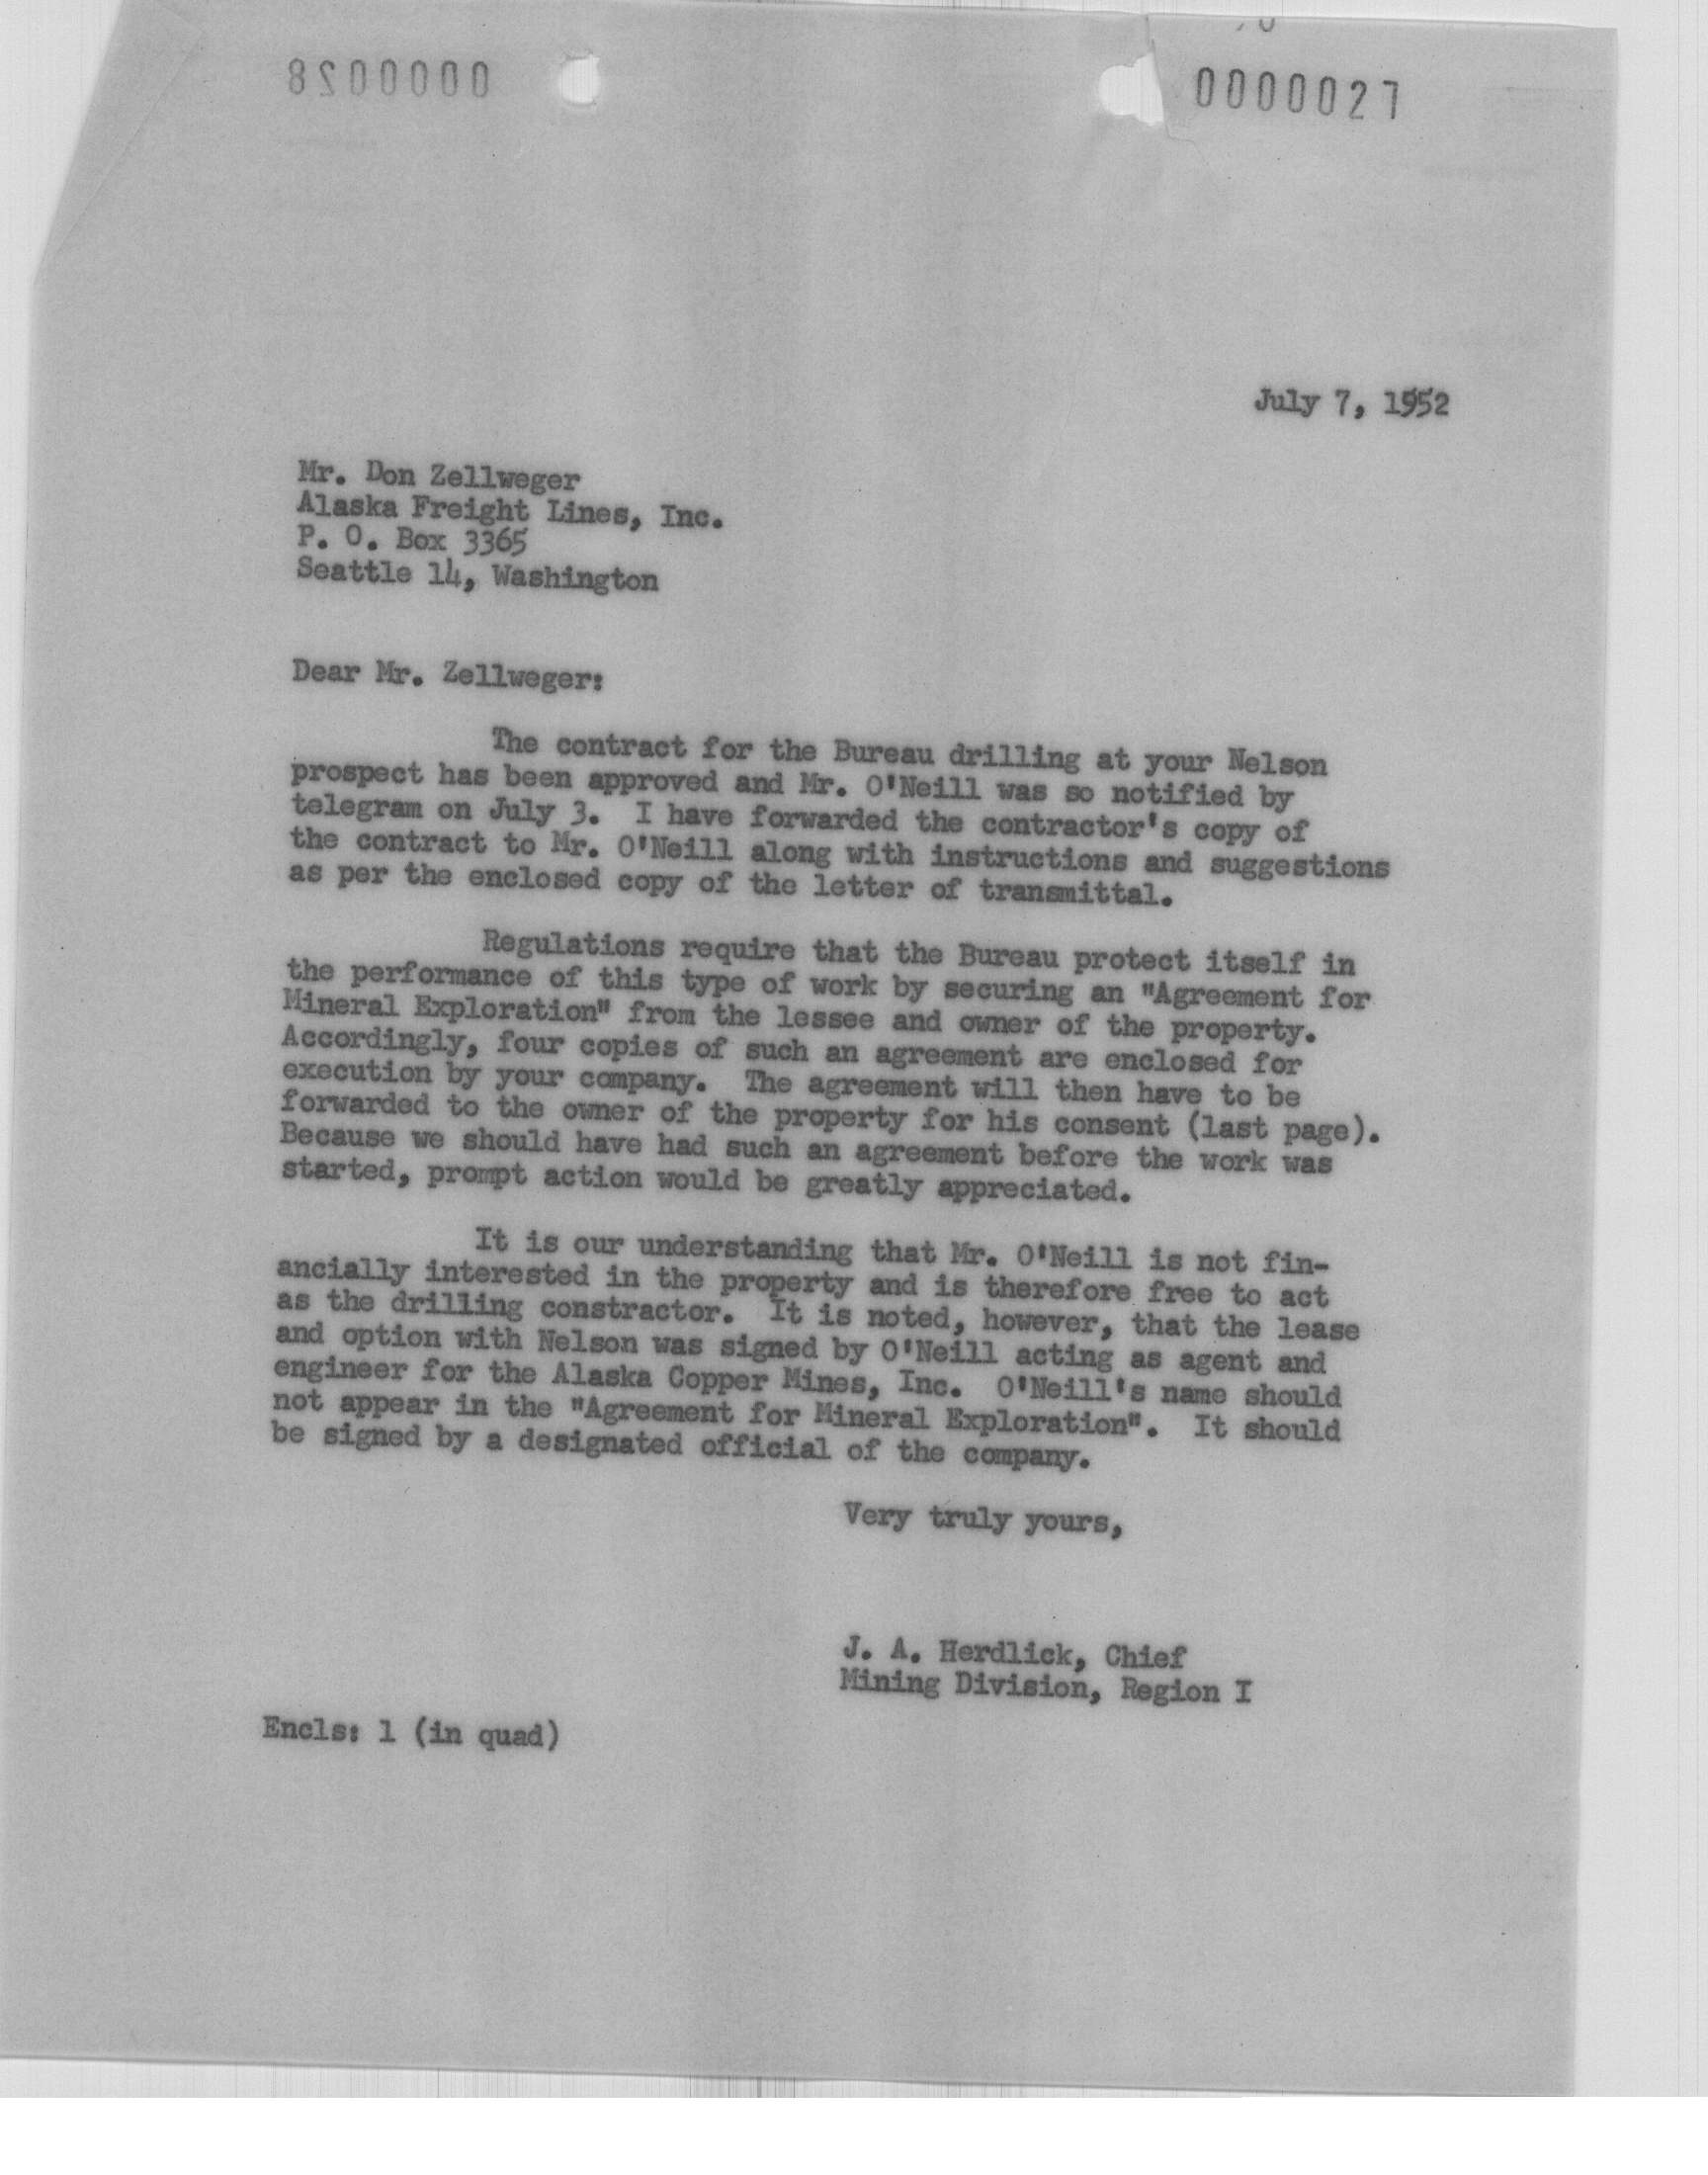 8200000
0000027
July 7, 1952
Mr. Don Zellweger
Alaska Freight Lines, Inc.
P. O. Box 3365
Seattle 14, Washington
Dear Mr. Zellweger:
The contract for the Bureau drilling at your Nelson
prospect has been approved and Mr. O'Neill was so notified by
telegram on July 3. I have forwarded the contractor's copy of
the contract to Mr. O'Neill along with instructions and suggestions
as per the enclosed copy of the letter of transmittal.
Regulations require that the Bureau protect itself in
the performance of this type of work by securing an "Agreement for
Mineral Exploration" from the lessee and owner of the property.
Accordingly, four copies of such an agreement are enclosed for
execution by your company. The agreement will then have to be
forwarded to the owner of the property for his consent (last page).
Because we should have had such an agreement before the work was
started, prompt action would be greatly appreciated.
It is our understanding that Mr. O'Neill is not fin-
ancially interested in the property and is therefore free to act
as the drilling constractor. It is noted, however, that the lease
and option with Nelson was signed by O'Neill acting as agent and
engineer for the Alaska Copper Mines, Inc. O'Neill's name should
not appear in the "Agreement for Mineral Exploration". It should
be signed by a designated official of the company.
Very truly yours,
J. A. Herdlick, Chief
Mining Division, Region I
Encls: 1 (in quad)